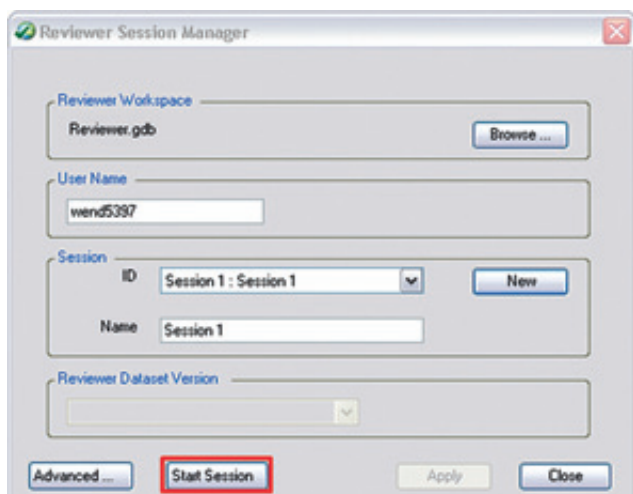 Reviewer Session Manager
Reviewer Workspace
Reviewer.gdb
Browse ...
User Name
wend5397
Session
ID
Session 1 : Session 1
New
Name
Session 1
Reviewer Dataset Version
Advanced ...
Start Session
Apply
Close